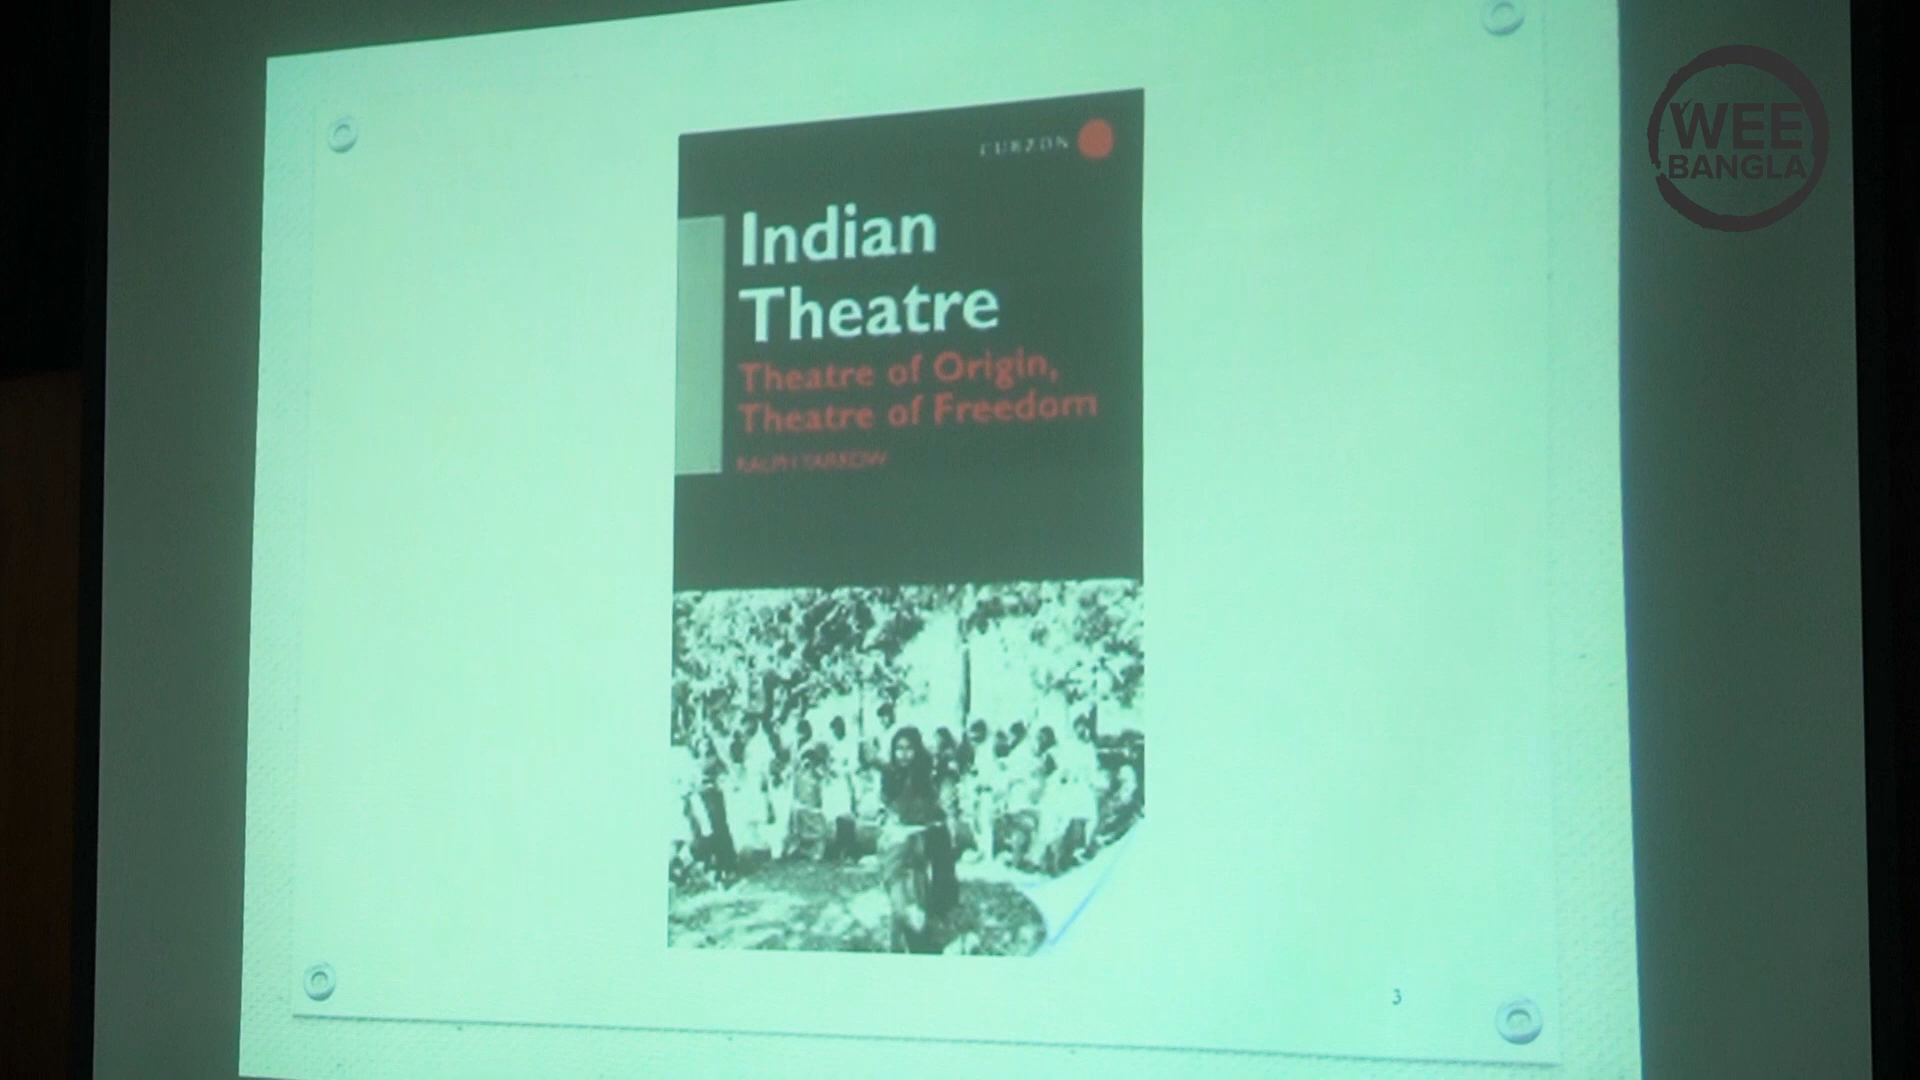 CURZON
Indian
Theatre
Theatre of Origin,
Theatre of Freedom
RALPH YARROW
3
WEE
BANGLA